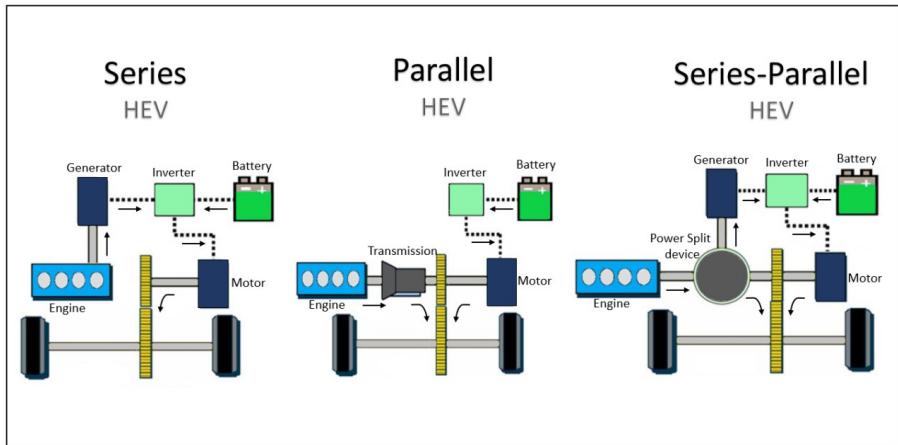 Series
HEV
Generator
Inverter
Battery
Engine
Motor
Parallel
HEV
Inverter
Battery
Transmission
Engine
Motor
Series-Parallel
HEV
Generator
Inverter
Battery
Power Split
device
Engine
Motor